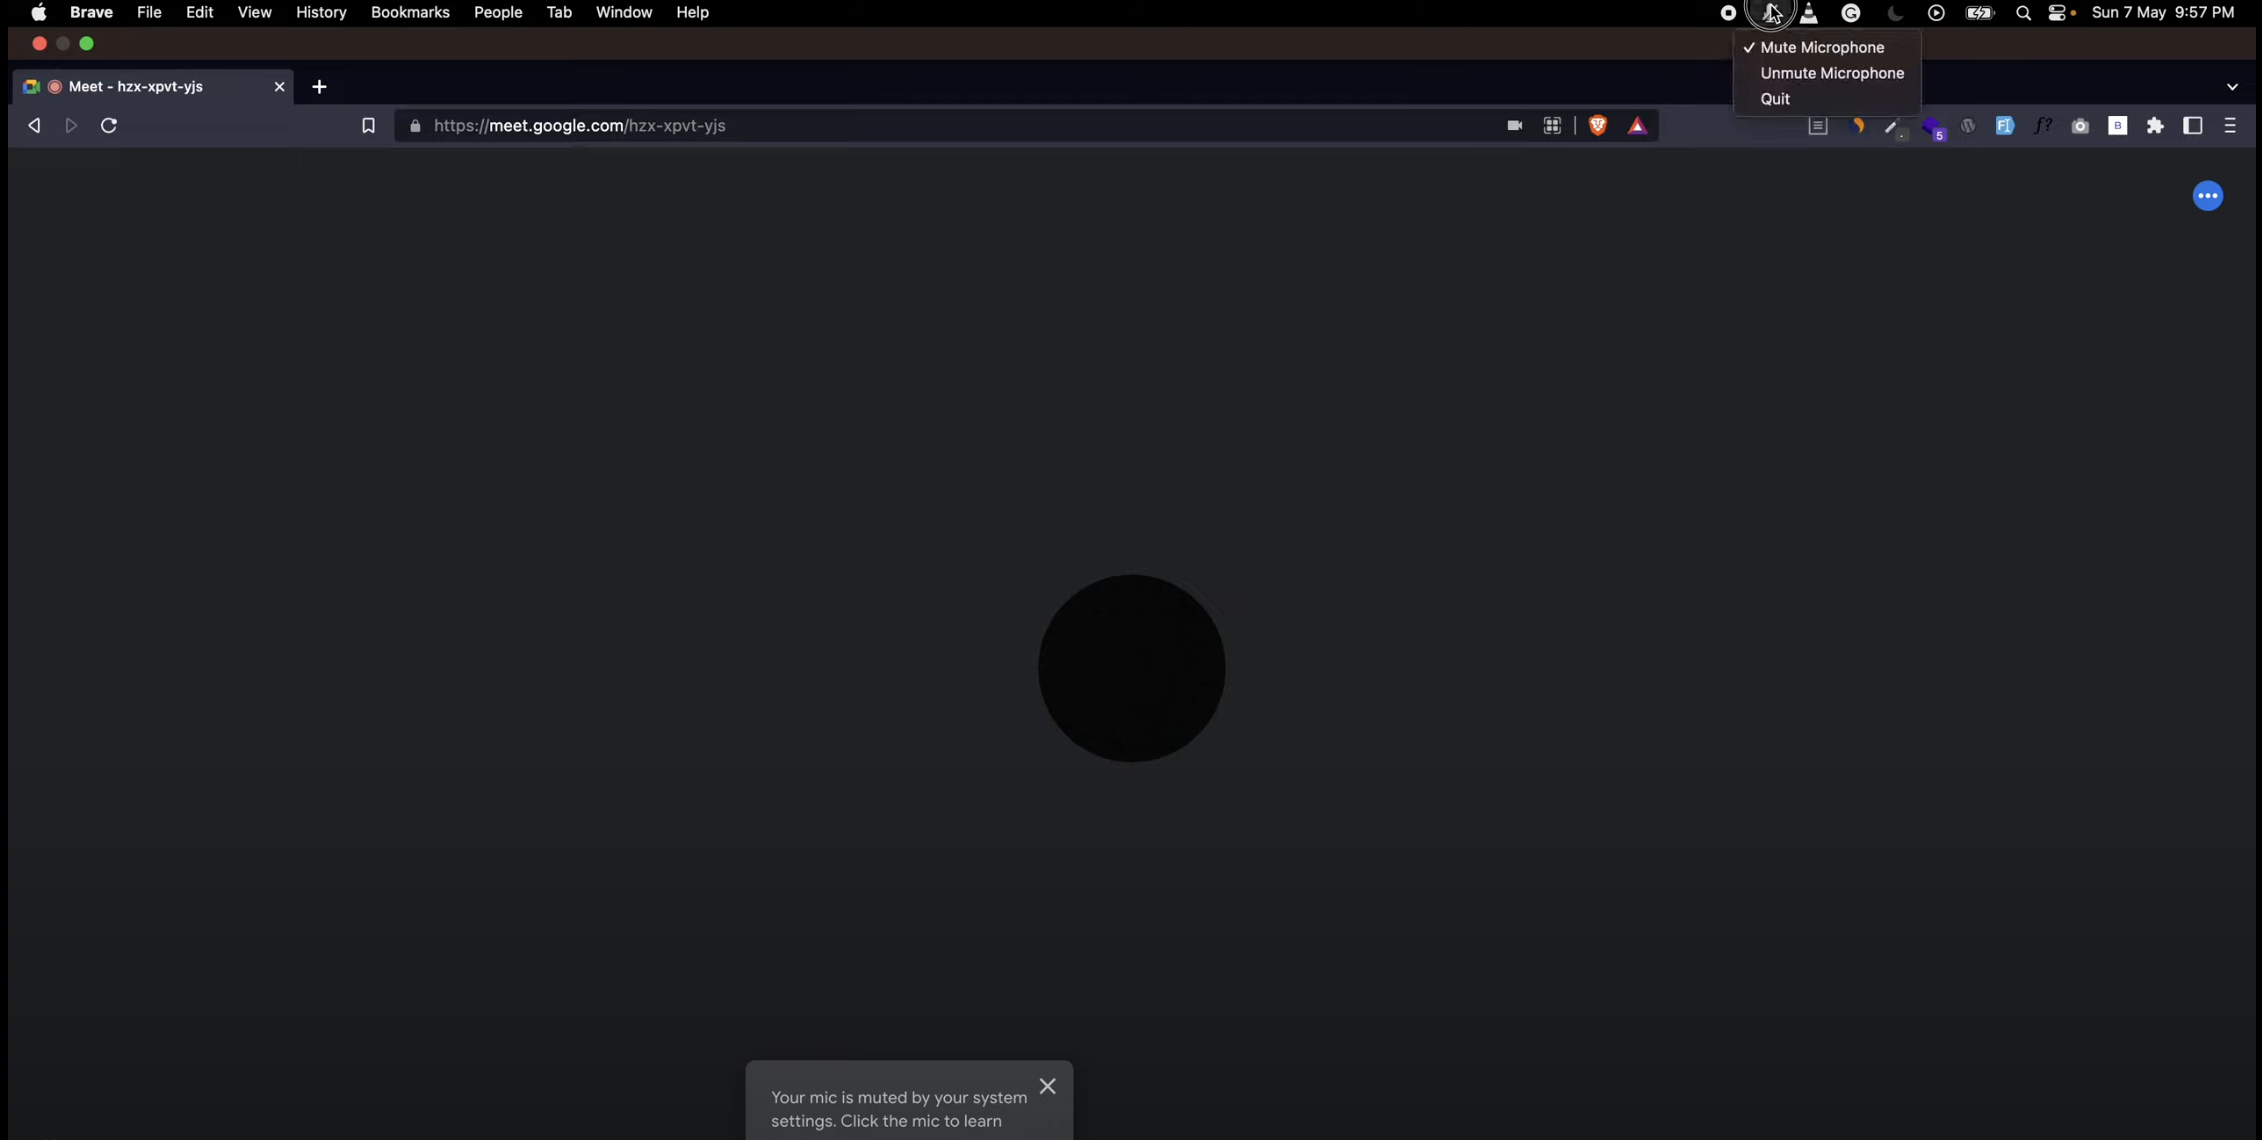 Brave File Edit View History Bookmarks People Tab Window Help Sun 7 May 9:57 PM
Mute Microphone
Unmute Microphone
Quit
Meet - hzx-xpvt-yjs
https://meet.google.com/hzx-xpvt-yjs
5
f?
B
Your mic is muted by your system
settings. Click the mic to learn